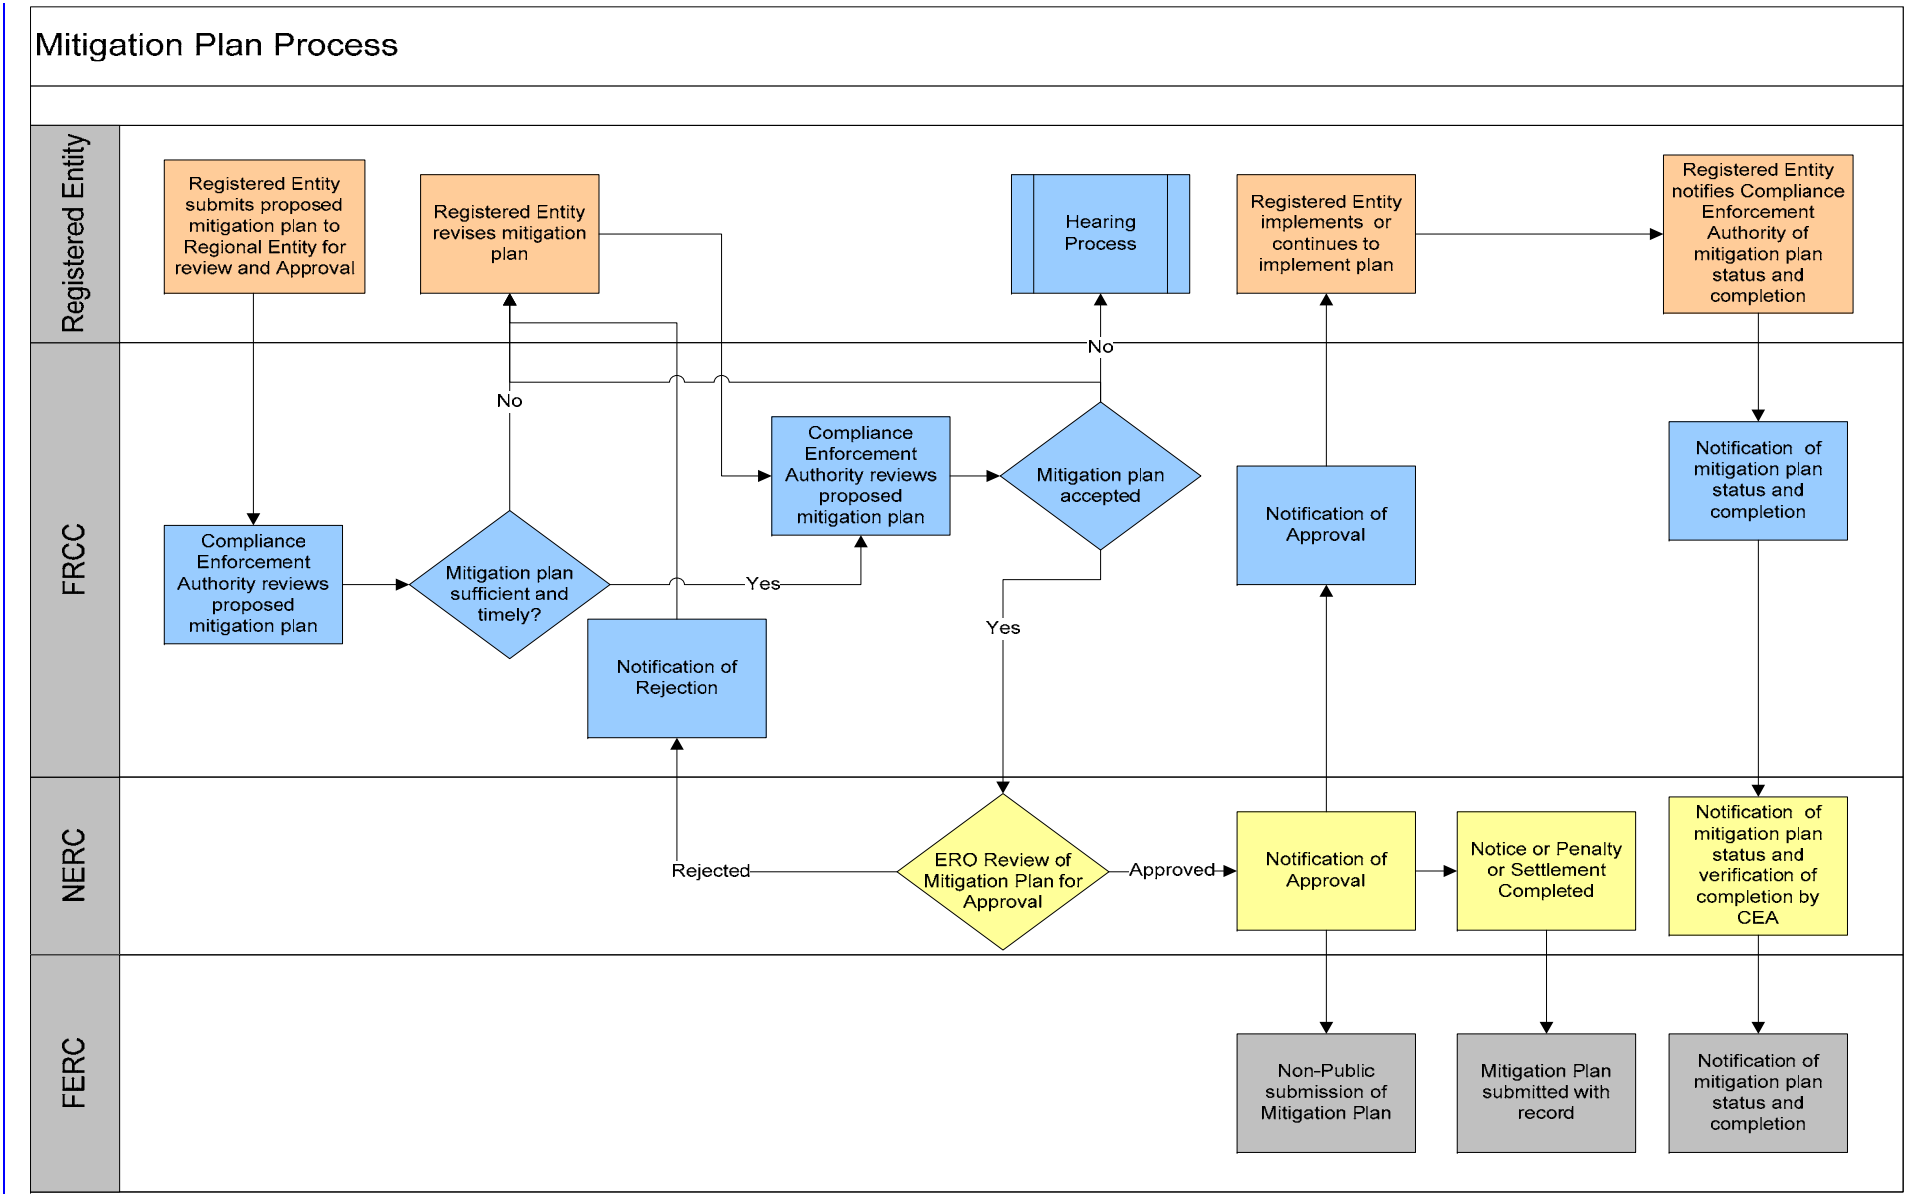 Mitigation Plan Process
Registered Entity
Registered Entity
submits proposed
mitigation plan to
Regional Entity for
review and Approval
Registered Entity
revises mitigation
plan
Hearing
Process
Registered Entity
implements or
continues to
implement plan
Registered Entity
notifies Compliance
Enforcement
Authority of
mitigation plan
status and
completion
FRCC
No
No
Compliance
Enforcement
Authority reviews
proposed
mitigation plan
Mitigation plan
sufficient and
timely?
Yes
Notification of
Rejection
Compliance
Enforcement
Authority reviews
proposed
mitigation plan
Mitigation plan
accepted
Yes
Notification of
Approval
Notification of
mitigation plan
status and
completion
NERC
Rejected
ERO Review of
Mitigation Plan for
Approval
Approved
Notification of
Approval
Notice or Penalty
or Settlement
Completed
Notification of
mitigation plan
status and
verification of
completion by
CEA
FERC
Non-Public
submission of
Mitigation Plan
Mitigation Plan
submitted with
record
Notification of
mitigation plan
status and
completion